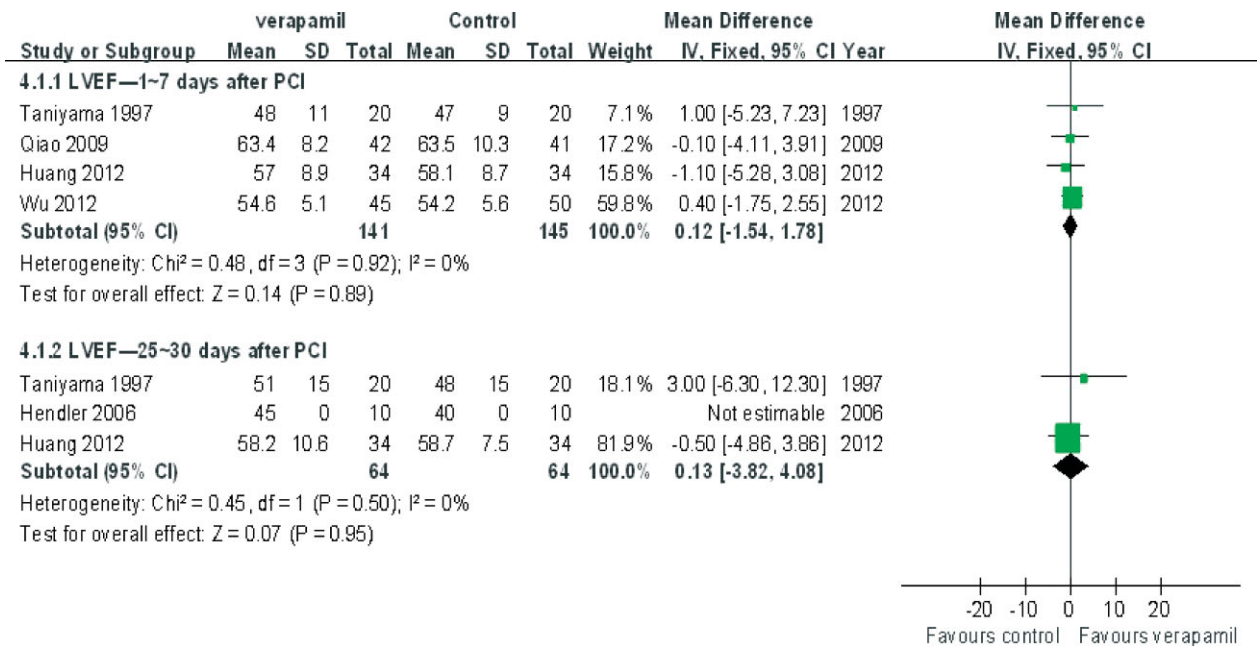 verapamil Control Mean Difference Mean Difference
Study or Subgroup Mean SD Total Mean SD Total Weight IV, Fixed, 95% CI Year IV, Fixed, 95% CI
4.1.1 LVEF—1~7 days after PCI
Taniyama 1997 48 11 20 47 9 20 7.1% 1.00 [-5.23, 7.23] 1997
Qiao 2009 63.4 8.2 42 63.5 10.3 41 17.2% -0.10 [-4.11, 3.91] 2009
Huang 2012 57 8.9 34 58.1 8.7 34 15.8% -1.10 [-5.28, 3.08] 2012
Wu 2012 54.6 5.1 45 54.2 5.6 50 59.8% 0.40 [-1.75, 2.55] 2012
Subtotal (95% CI) 141 145 100.0% 0.12 [-1.54, 1.78]
Heterogeneity: Chi² = 0.48, df = 3 (P = 0.92); I² = 0%
Test for overall effect: Z = 0.14 (P = 0.89)
4.1.2 LVEF—25~30 days after PCI
Taniyama 1997 51 15 20 48 15 20 18.1% 3.00 [-6.30, 12.30] 1997
Hendler 2006 45 0 10 40 0 10 Not estimable 2006
Huang 2012 58.2 10.6 34 58.7 7.5 34 81.9% -0.50 [-4.86, 3.86] 2012
Subtotal (95% CI) 64 64 100.0% 0.13 [-3.82, 4.08]
Heterogeneity: Chi² = 0.45, df = 1 (P = 0.50); I² = 0%
Test for overall effect: Z = 0.07 (P = 0.95)
-20 -10 0 10 20
Favours control Favours verapamil